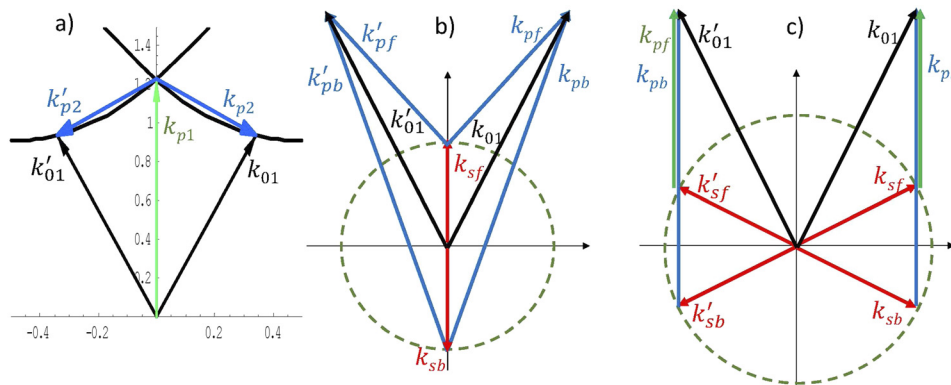 a)
1.4
1.2
1
0.8
0.6
0.4
0.2
-0.4
-0.2
0.2
0.4
k'p2
kp2
kp1
k'01
k01
b)
k'pf
kpf
k'pb
kpb
k'01
k01
ksf
ksb
c)
kpf
k'01
k01
kpb
kp
k'sf
ksf
k'sb
ksb